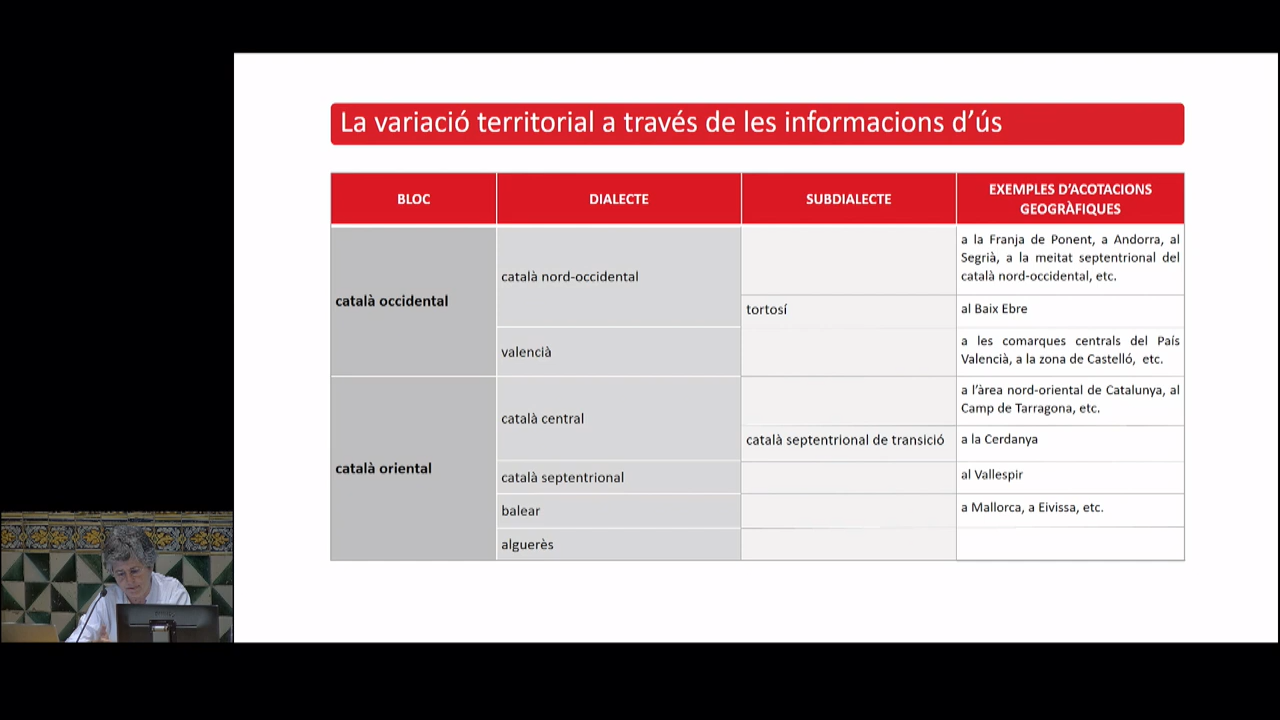 La variació territorial a través de les informacions d'ús
BLOC
DIALECTE
SUBDIALECTE
EXEMPLES D'ACOTACIONS
GEOGRÀFIQUES
català occidental
català nord-occidental
a la Franja de Ponent, a Andorra, al
Segrià, a la meitat septentrional del
català nord-occidental, etc.
tortosí
al Baix Ebre
valencià
a les comarques centrals del País
Valencià, a la zona de Castelló, etc.
català oriental
català central
a l'àrea nord-oriental de Catalunya, al
Camp de Tarragona, etc.
català septentrional de transició
a la Cerdanya
català septentrional
al Vallespir
balear
a Mallorca, a Eivissa, etc.
alguerès